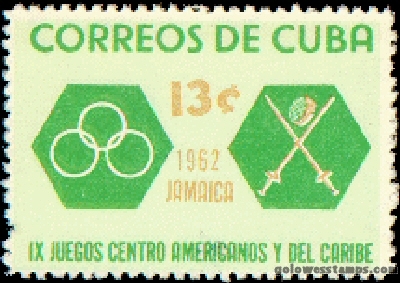 CORREOS DE CUBA
13¢
1962
JAMAICA
IX JUEGOS CENTRO AMERICANOS Y DEL CARIBE
golowesstamps.com